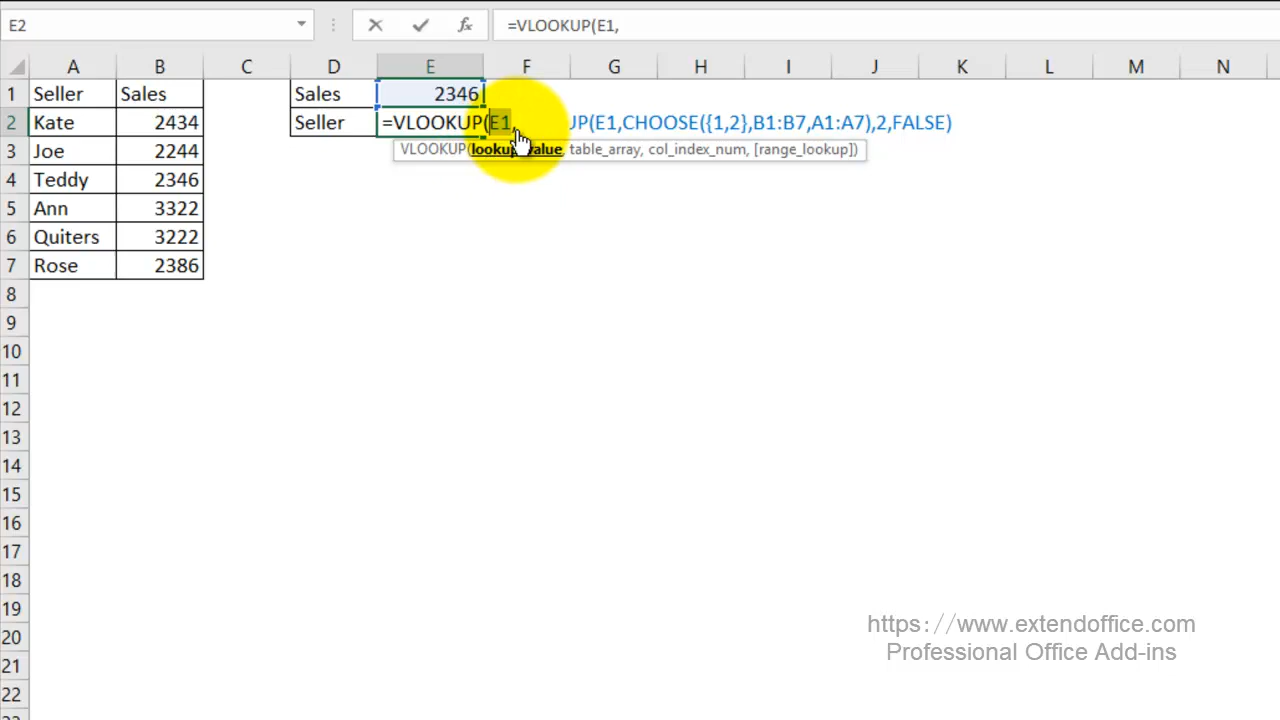 E2 =VLOOKUP(E1,
A B C D E F G H I J K L M N
1 Seller Sales Sales 2346
2 Kate 2434 Seller =VLOOKUP(E1, UP(E1,CHOOSE({1,2},B1:B7,A1:A7),2,FALSE)
3 Joe 2244 VLOOKUP(lookup_value, table_array, col_index_num, [range_lookup])
4 Teddy 2346
5 Ann 3322
6 Quiters 3222
7 Rose 2386
8
9
10
11
12
13
14
15
16
17
18
19
20
21
22
https://www.extendoffice.com
Professional Office Add-ins